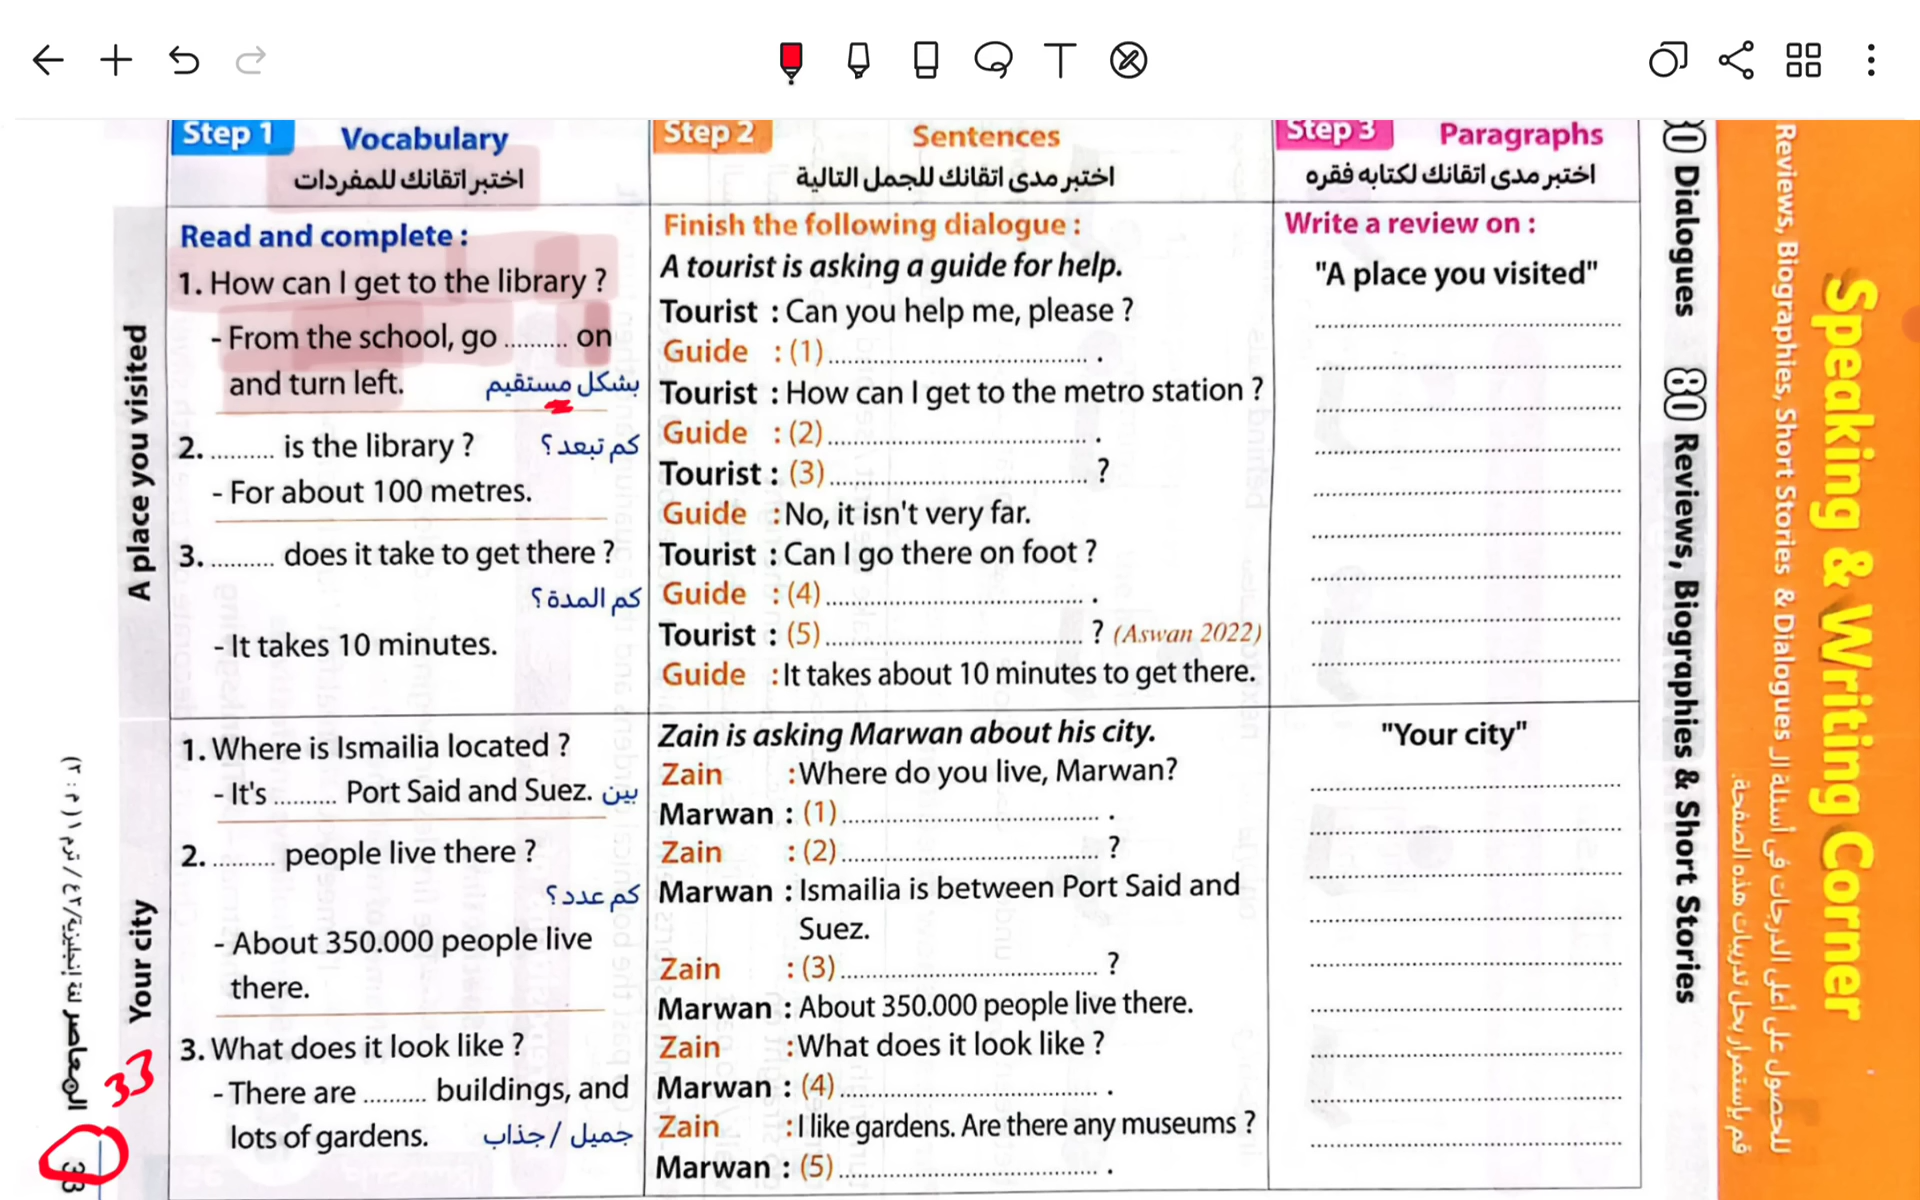 Step 1 Vocabulary
اختبر اتقانك للمفردات
Step 2 Sentences
اختبر مدى اتقانك للجمل التالية
Step 3 Paragraphs
اختبر مدى اتقانك لكتابه فقره
A place you visited
Read and complete :
1. How can I get to the library ?
- From the school, go .......... on
and turn left. بشكل مستقيم
2. .......... is the library ? كم تبعد ؟
- For about 100 metres.
3. .......... does it take to get there ?
كم المدة ؟
- It takes 10 minutes.
Finish the following dialogue :
A tourist is asking a guide for help.
Tourist : Can you help me, please ?
Guide : (1) .......... .
Tourist : How can I get to the metro station ?
Guide : (2) .......... .
Tourist : (3) .......... ?
Guide : No, it isn't very far.
Tourist : Can I go there on foot ?
Guide : (4) .......... .
Tourist : (5) .......... ? (Aswan 2022)
Guide : It takes about 10 minutes to get there.
Write a review on :
"A place you visited"
Your city
1. Where is Ismailia located ?
- It's .......... Port Said and Suez. بين
2. .......... people live there ?
كم عدد ؟
- About 350.000 people live
there.
3. What does it look like ?
- There are .......... buildings, and
lots of gardens. جميل / جذاب
Zain is asking Marwan about his city.
Zain : Where do you live, Marwan?
Marwan : (1) .......... .
Zain : (2) .......... ?
Marwan : Ismailia is between Port Said and
Suez.
Zain : (3) .......... ?
Marwan : About 350.000 people live there.
Zain : What does it look like ?
Marwan : (4) .......... .
Zain : I like gardens. Are there any museums ?
Marwan : (5) .......... .
"Your city"
Speaking & Writing Corner
Reviews, Biographies, Short Stories & Dialogues للحصول على أعلى الدرجات في أسئلة الـ
قم بإستمرار بحل تدريبات هذه الصفحة.
Dialogues 80 Reviews, Biographies & Short Stories
33
المعاصر لغة إنجليزية
33